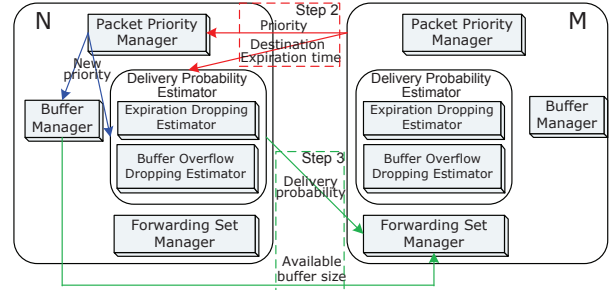 N
Packet Priority
Manager
New
priority
Delivery Probability
Estimator
Expiration Dropping
Estimator
Buffer Overflow
Dropping Estimator
Buffer
Manager
Forwarding Set
Manager
Step 2
Priority
Destination
Expiration time
Step 3
Delivery
probability
Available
buffer size
M
Packet Priority
Manager
Delivery Probability
Estimator
Expiration Dropping
Estimator
Buffer Overflow
Dropping Estimator
Buffer
Manager
Forwarding Set
Manager